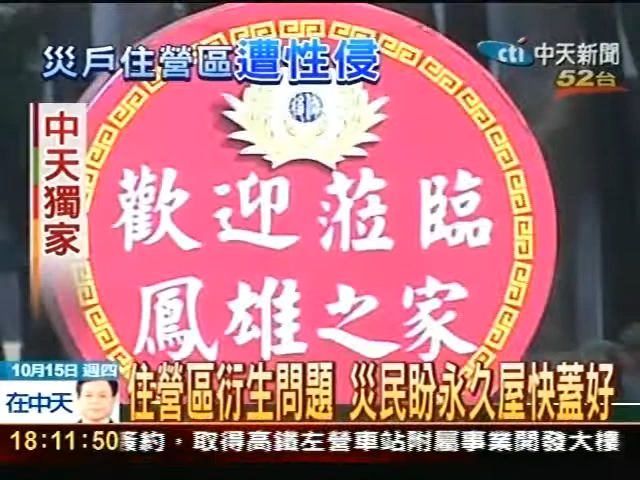 災戶住營區遭性侵
cti 中天新聞
52台
中天獨家
歡迎蒞臨
鳳雄之家
10月15日 週四
在中天
住營區衍生問題 災民盼永久屋快蓋好
18:11:50
簽約，取得高鐵左營車站附屬事業開發大樓